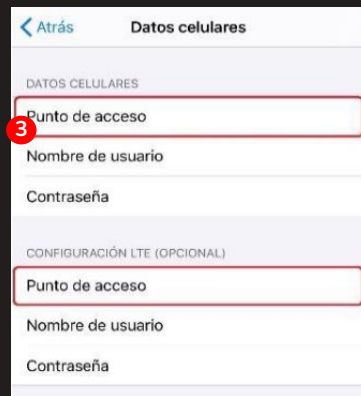 Atrás Datos celulares
DATOS CELULARES
Punto de acceso
3
Nombre de usuario
Contraseña
CONFIGURACIÓN LTE (OPCIONAL)
Punto de acceso
Nombre de usuario
Contraseña